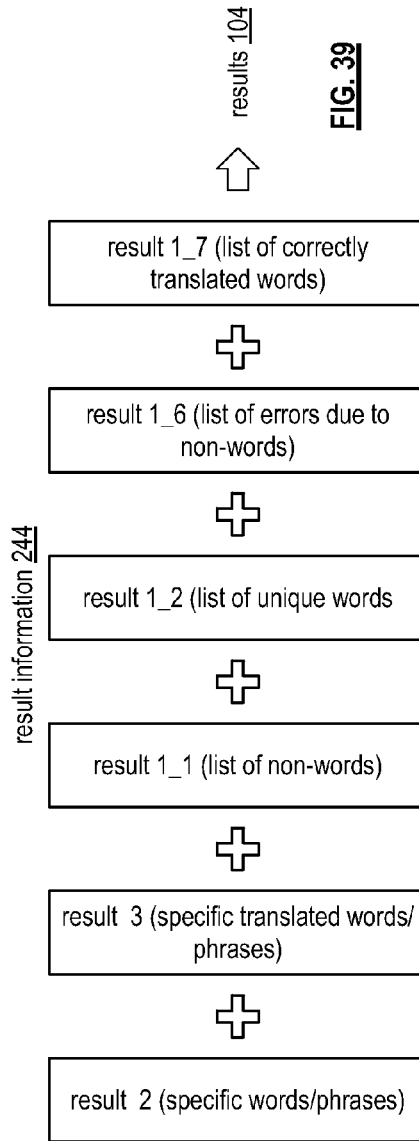 result information 244
result 2 (specific words/phrases)
result 3 (specific translated words/
phrases)
result 1_1 (list of non-words)
result 1_2 (list of unique words
result 1_6 (list of errors due to
non-words)
result 1_7 (list of correctly
translated words)
results 104
FIG. 39